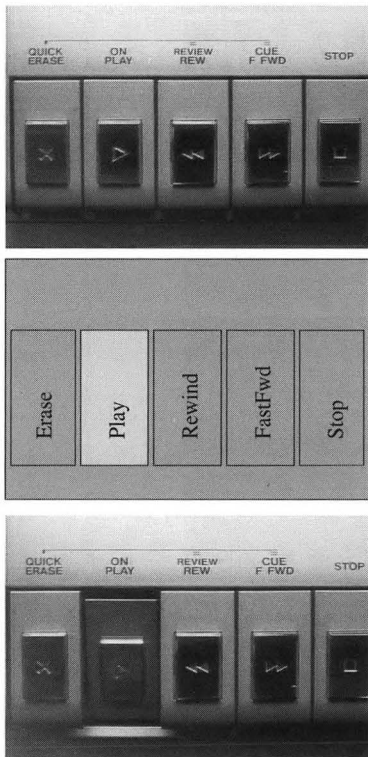 QUICK ERASE
ON PLAY
REVIEW REW
CUE F FWD
STOP
Erase
Play
Rewind
FastFwd
Stop
QUICK ERASE
ON PLAY
REVIEW REW
CUE F FWD
STOP